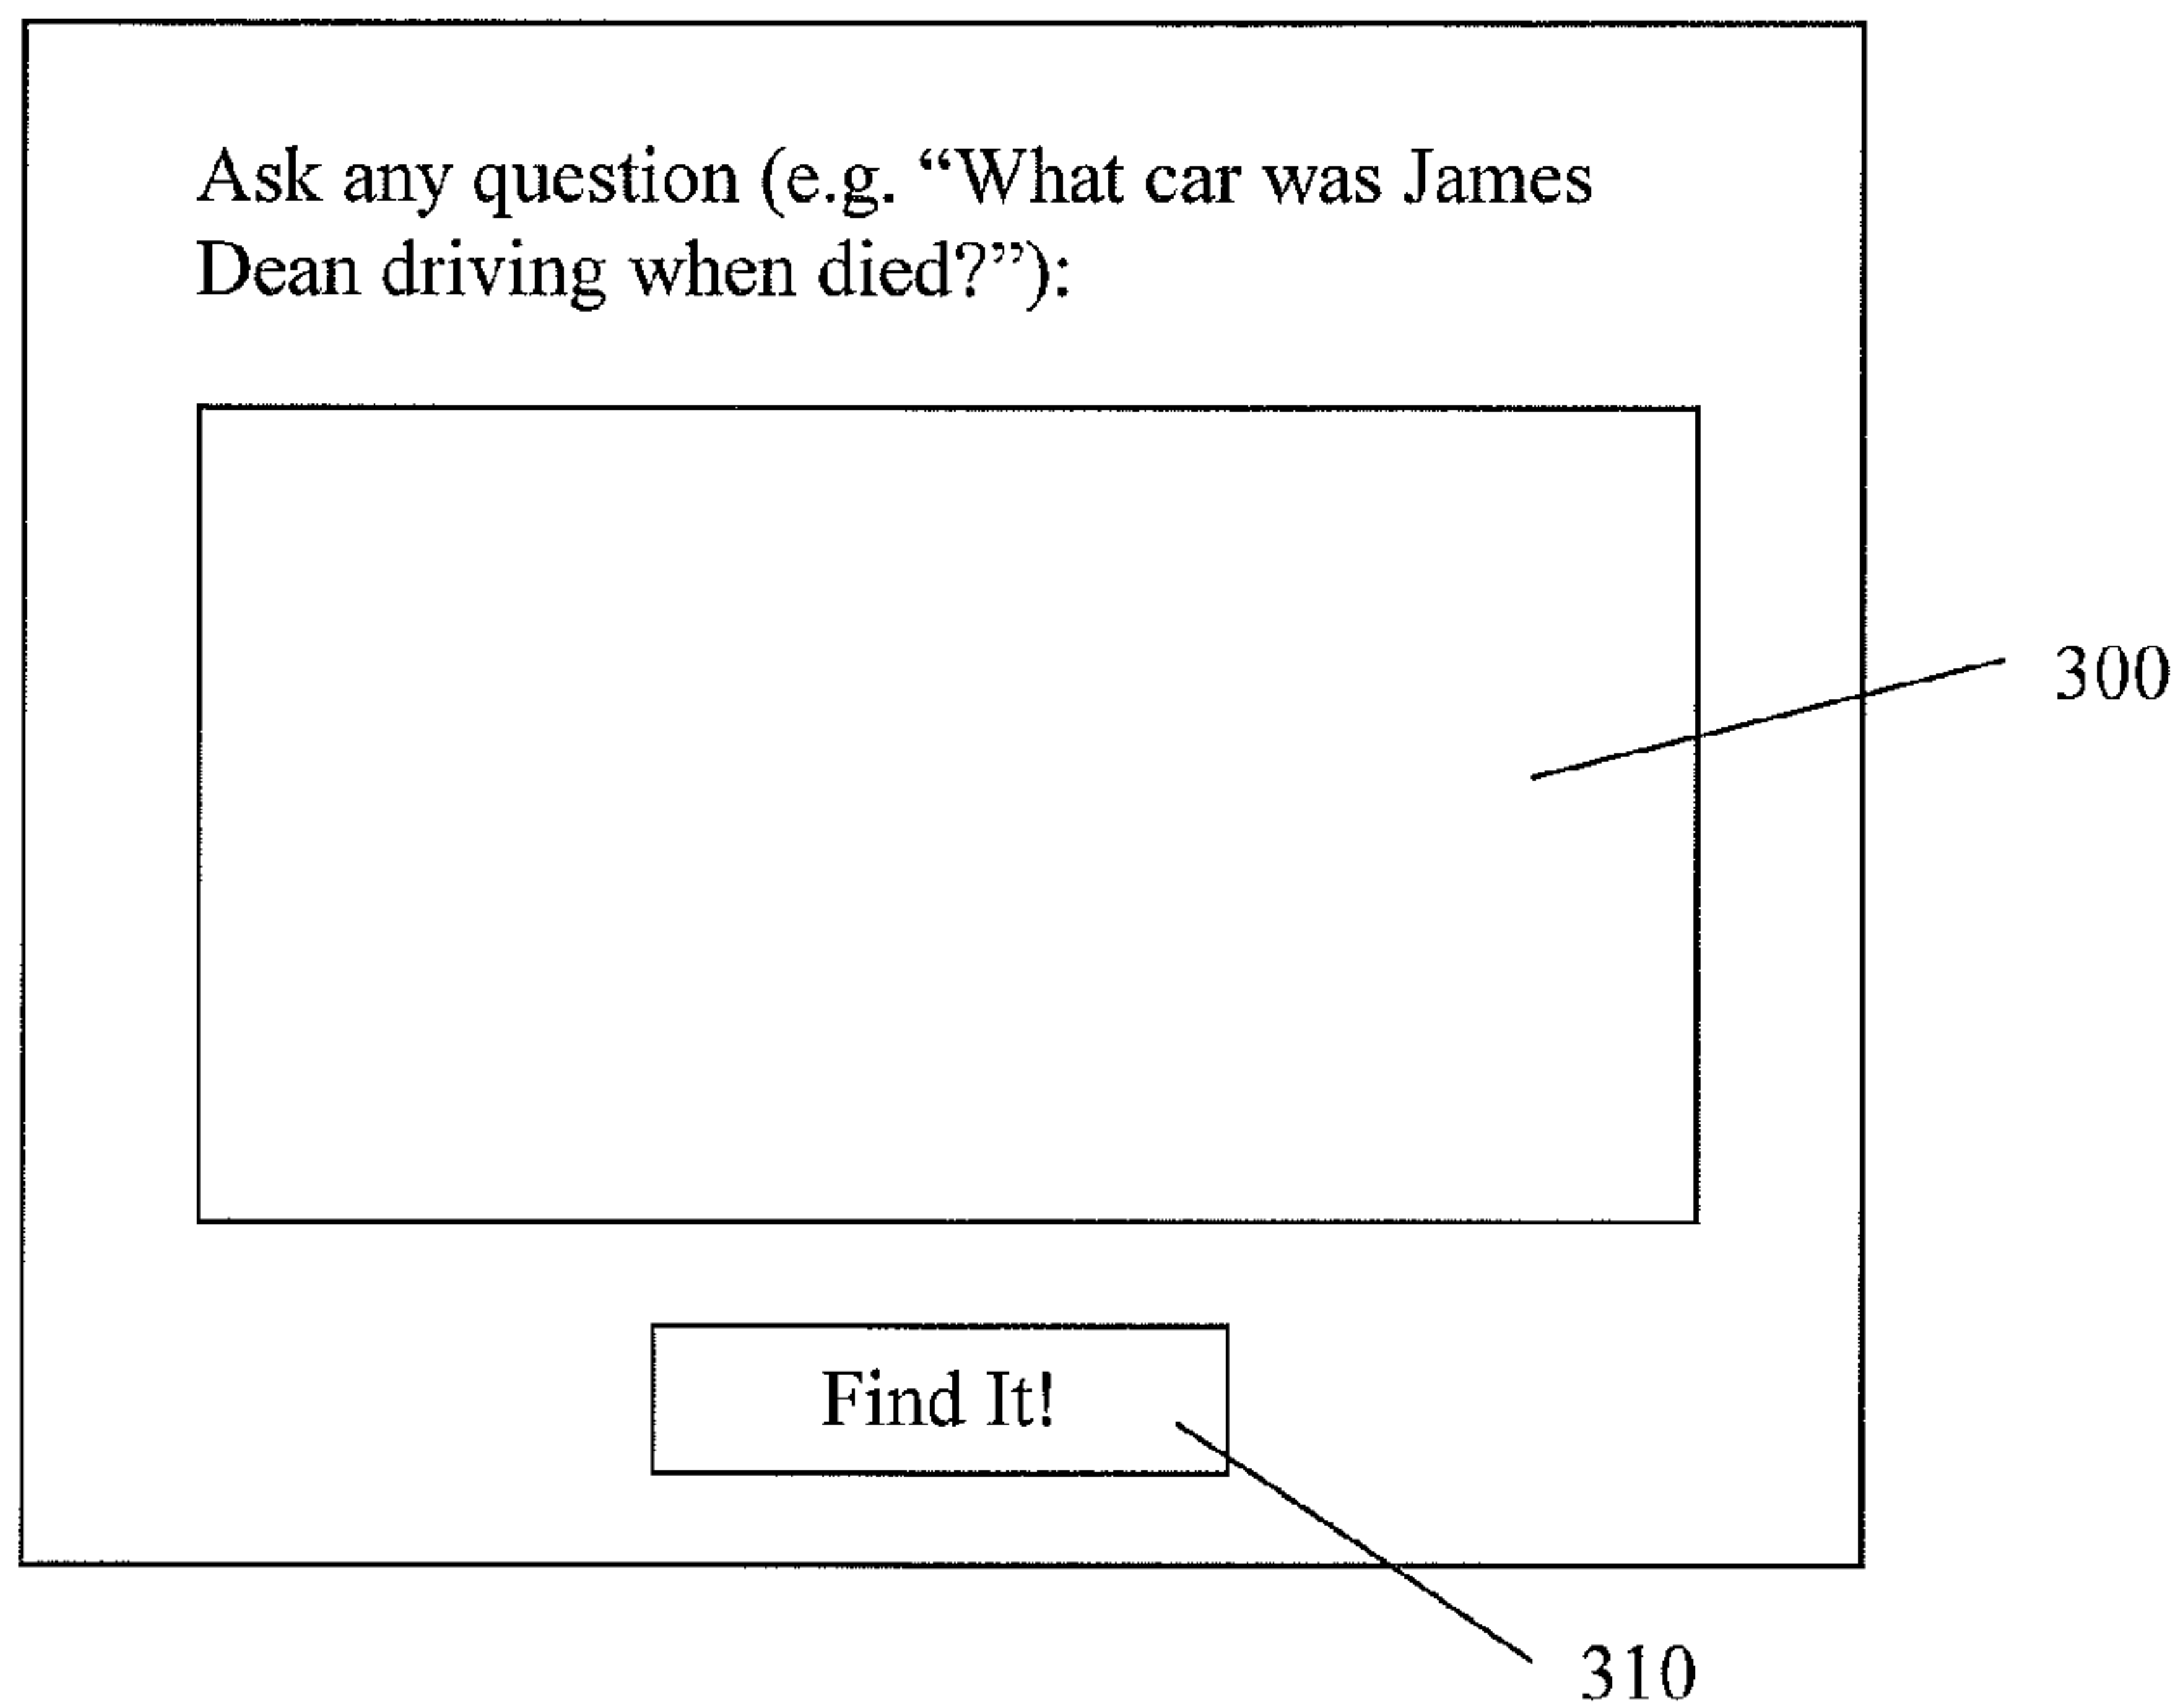 Ask any question (e.g. “What car was James
Dean driving when died?”):
300
Find It!
310